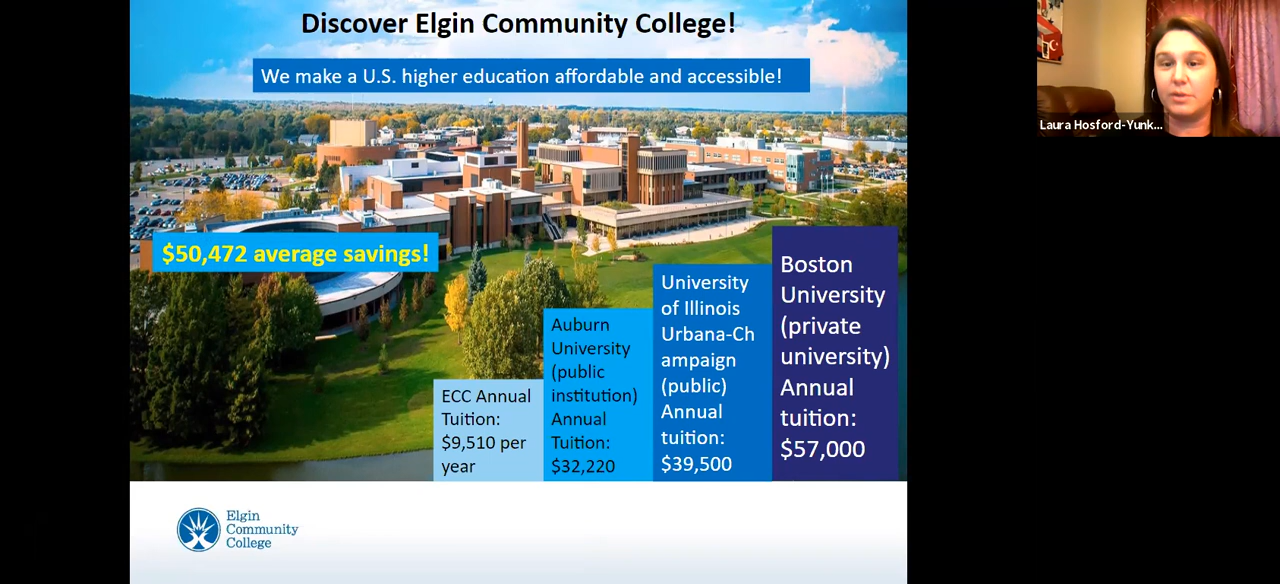 Discover Elgin Community College!
We make a U.S. higher education affordable and accessible!
Laura Hosford-Yunk...
$50,472 average savings!
ECC Annual
Tuition:
$9,510 per
year
Auburn
University
(public
institution)
Annual
Tuition:
$32,220
University
of Illinois
Urbana-Ch
ampaign
(public)
Annual
tuition:
$39,500
Boston
University
(private
university)
Annual
tuition:
$57,000
Elgin
Community
College